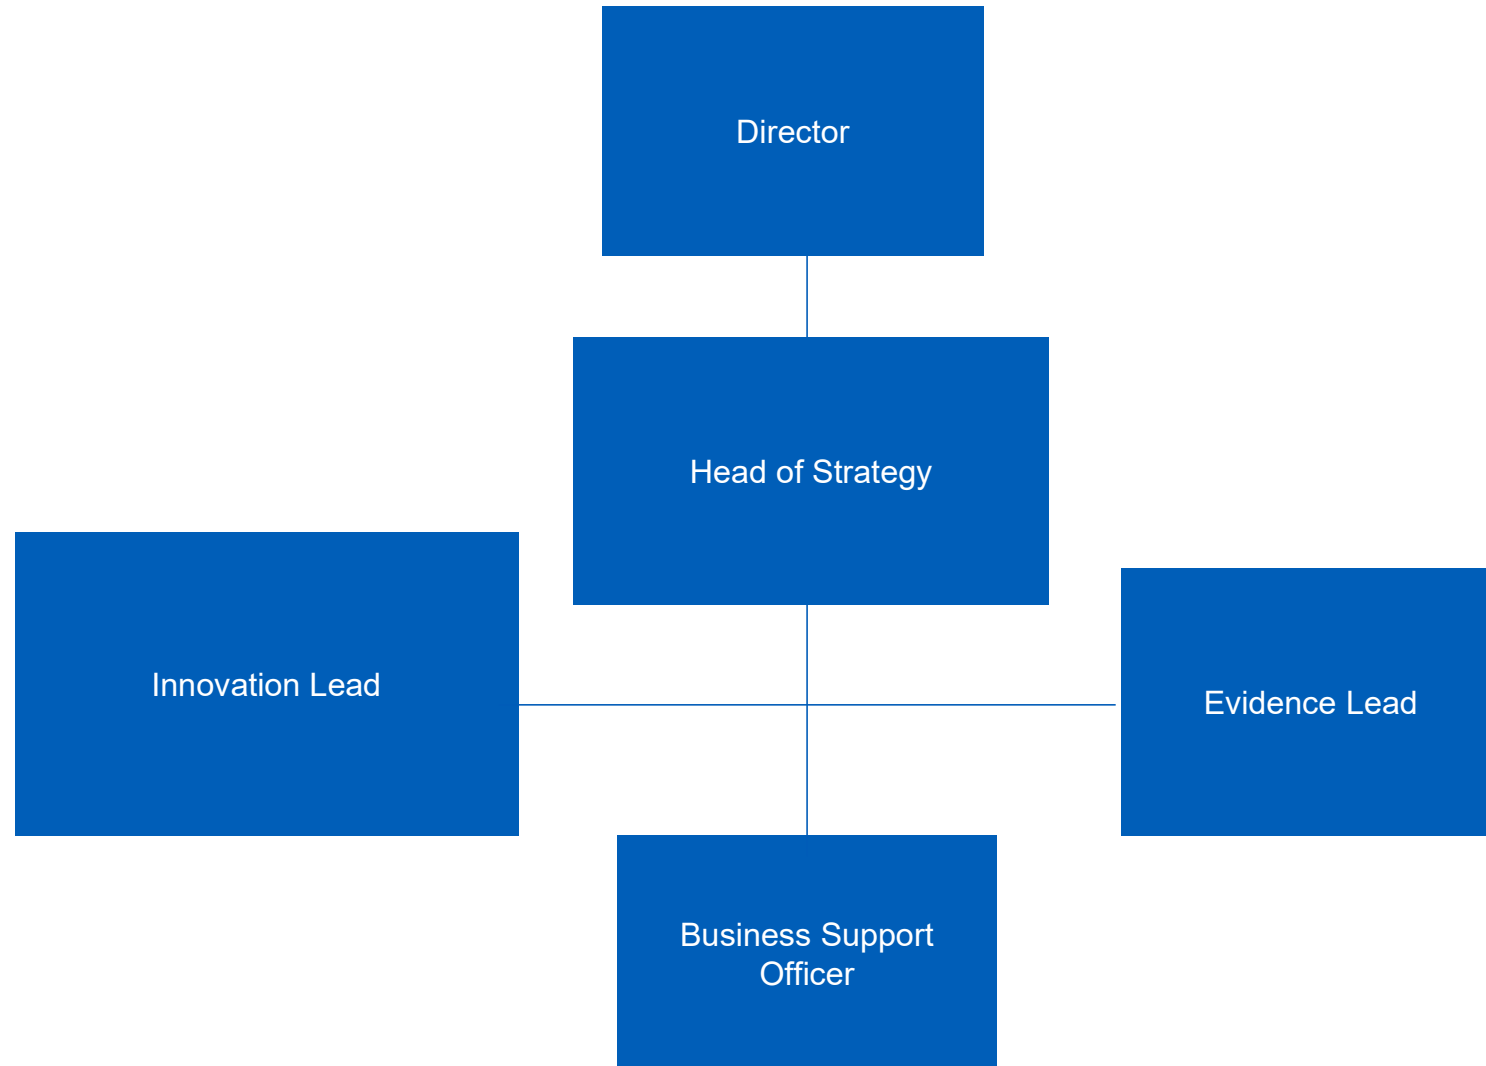 Director
Head of Strategy
Innovation Lead
Evidence Lead
Business Support
Officer